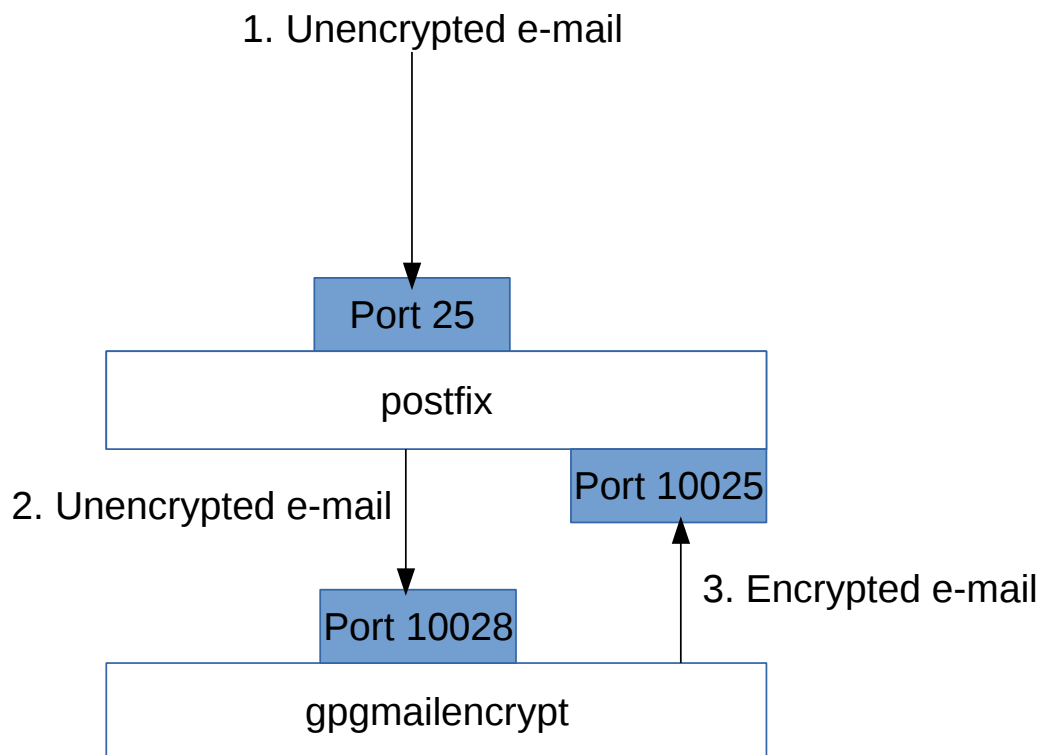 1. Unencrypted e-mail
Port 25
postfix
Port 10025
2. Unencrypted e-mail
3. Encrypted e-mail
Port 10028
gpgmailencrypt